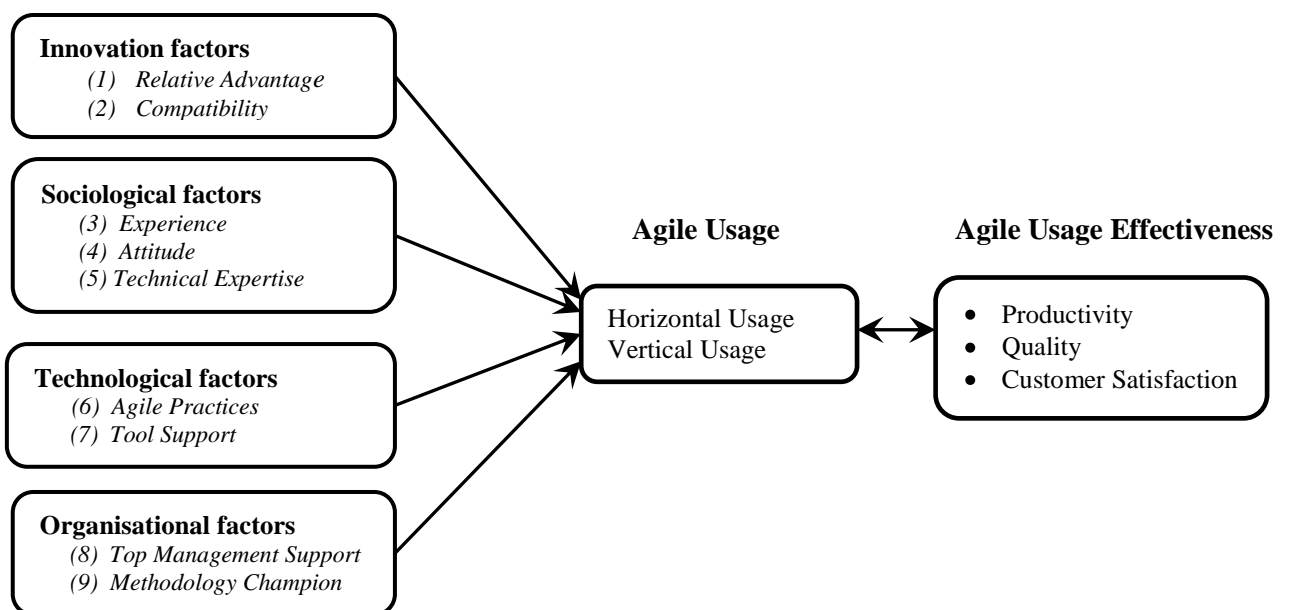 Innovation factors
(1) Relative Advantage
(2) Compatibility
Sociological factors
(3) Experience
(4) Attitude
(5) Technical Expertise
Technological factors
(6) Agile Practices
(7) Tool Support
Organisational factors
(8) Top Management Support
(9) Methodology Champion
Agile Usage
Horizontal Usage
Vertical Usage
Agile Usage Effectiveness
• Productivity
• Quality
• Customer Satisfaction